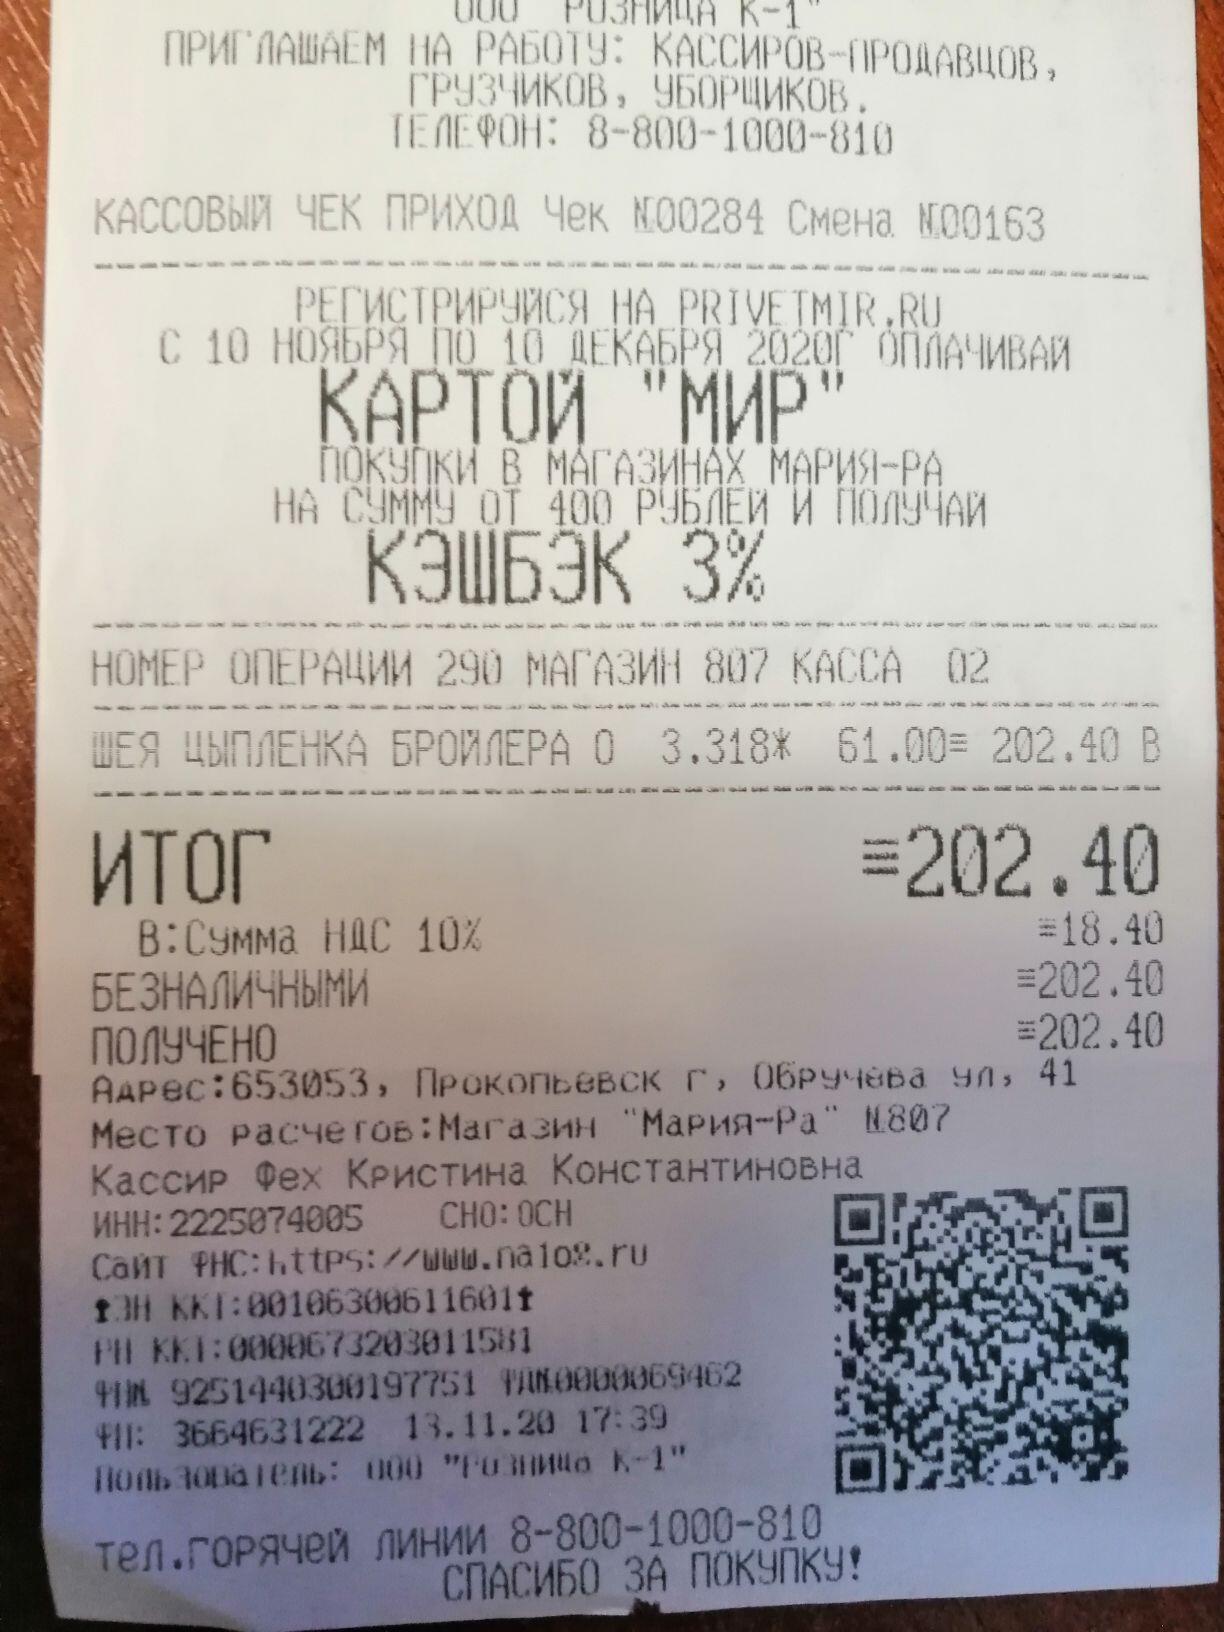 ООО "РОЗНИЦА К-1"
ПРИГЛАШАЕМ НА РАБОТУ: КАССИРОВ-ПРОДАВЦОВ,
ГРУЗЧИКОВ, УБОРЩИКОВ.
ТЕЛЕФОН: 8-800-1000-810
КАССОВЫЙ ЧЕК ПРИХОД Чек №00284 Смена №00163
РЕГИСТРИРУЙСЯ НА PRIVETMIR.RU
С 10 НОЯБРЯ ПО 10 ДЕКАБРЯ 2020Г ОПЛАЧИВАЙ
КАРТОЙ "МИР"
ПОКУПКИ В МАГАЗИНАХ МАРИЯ-РА
НА СУММУ ОТ 400 РУБЛЕЙ И ПОЛУЧАЙ
КЭШБЭК 3%
НОМЕР ОПЕРАЦИИ 290 МАГАЗИН 807 КАССА 02
ШЕЯ ЦЫПЛЕНКА БРОЙЛЕРА О 3.318* 61.00≡ 202.40 В
ИТОГ ≡202.40
В:Сумма НДС 10% ≡18.40
БЕЗНАЛИЧНЫМИ ≡202.40
ПОЛУЧЕНО ≡202.40
Адрес:653053, Прокопьевск г, Обручева ул, 41
Место расчетов:Магазин "Мария-Ра" №807
Кассир Фех Кристина Константиновна
ИНН:2225074005 СНО:ОСН
Сайт ФНС:https://www.nalog.ru
ЗН ККТ:00106300611601
РН ККТ:0000673203011581
ФН№ 9251440300197751 ФД№0000069462
ФП: 3664631222 13.11.20 17:39
Пользователь: ООО "Розница К-1"
тел.ГОРЯЧЕЙ ЛИНИИ 8-800-1000-810
СПАСИБО ЗА ПОКУПКУ!